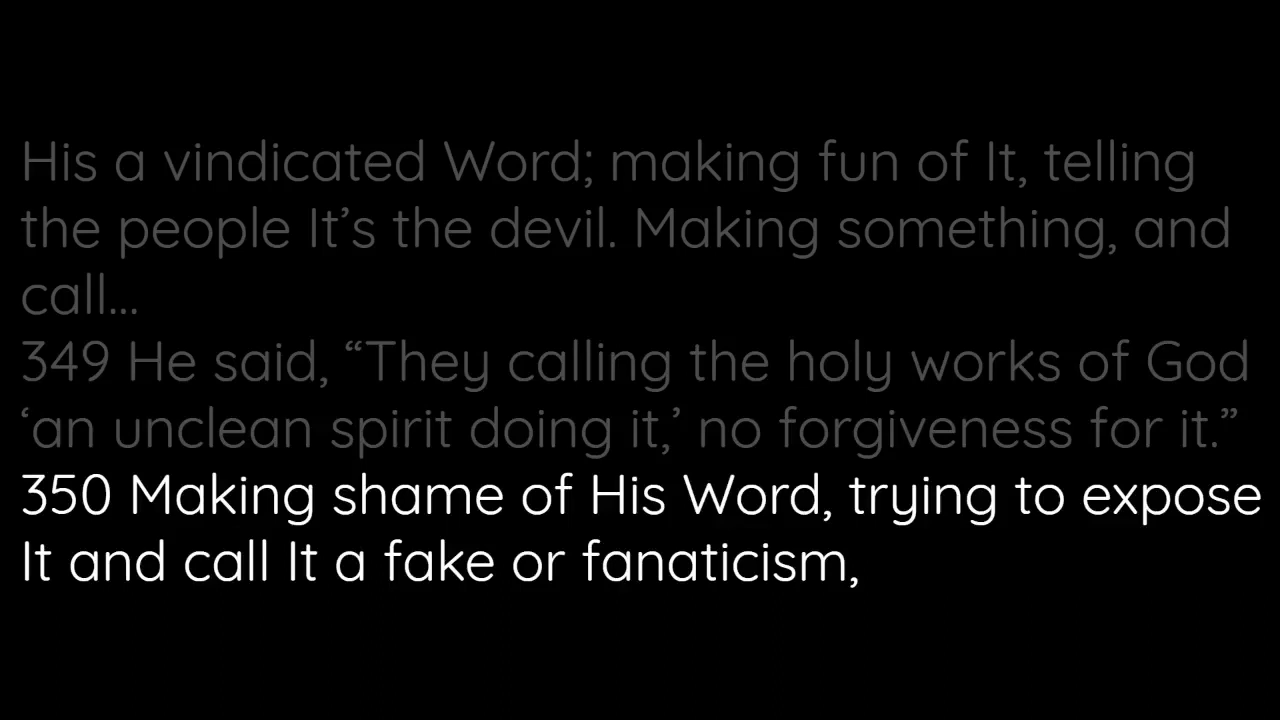 His a vindicated Word; making fun of It, telling
the people It’s the devil. Making something, and
call...
349 He said, “They calling the holy works of God
‘an unclean spirit doing it,’ no forgiveness for it.”
350 Making shame of His Word, trying to expose
It and call It a fake or fanaticism,